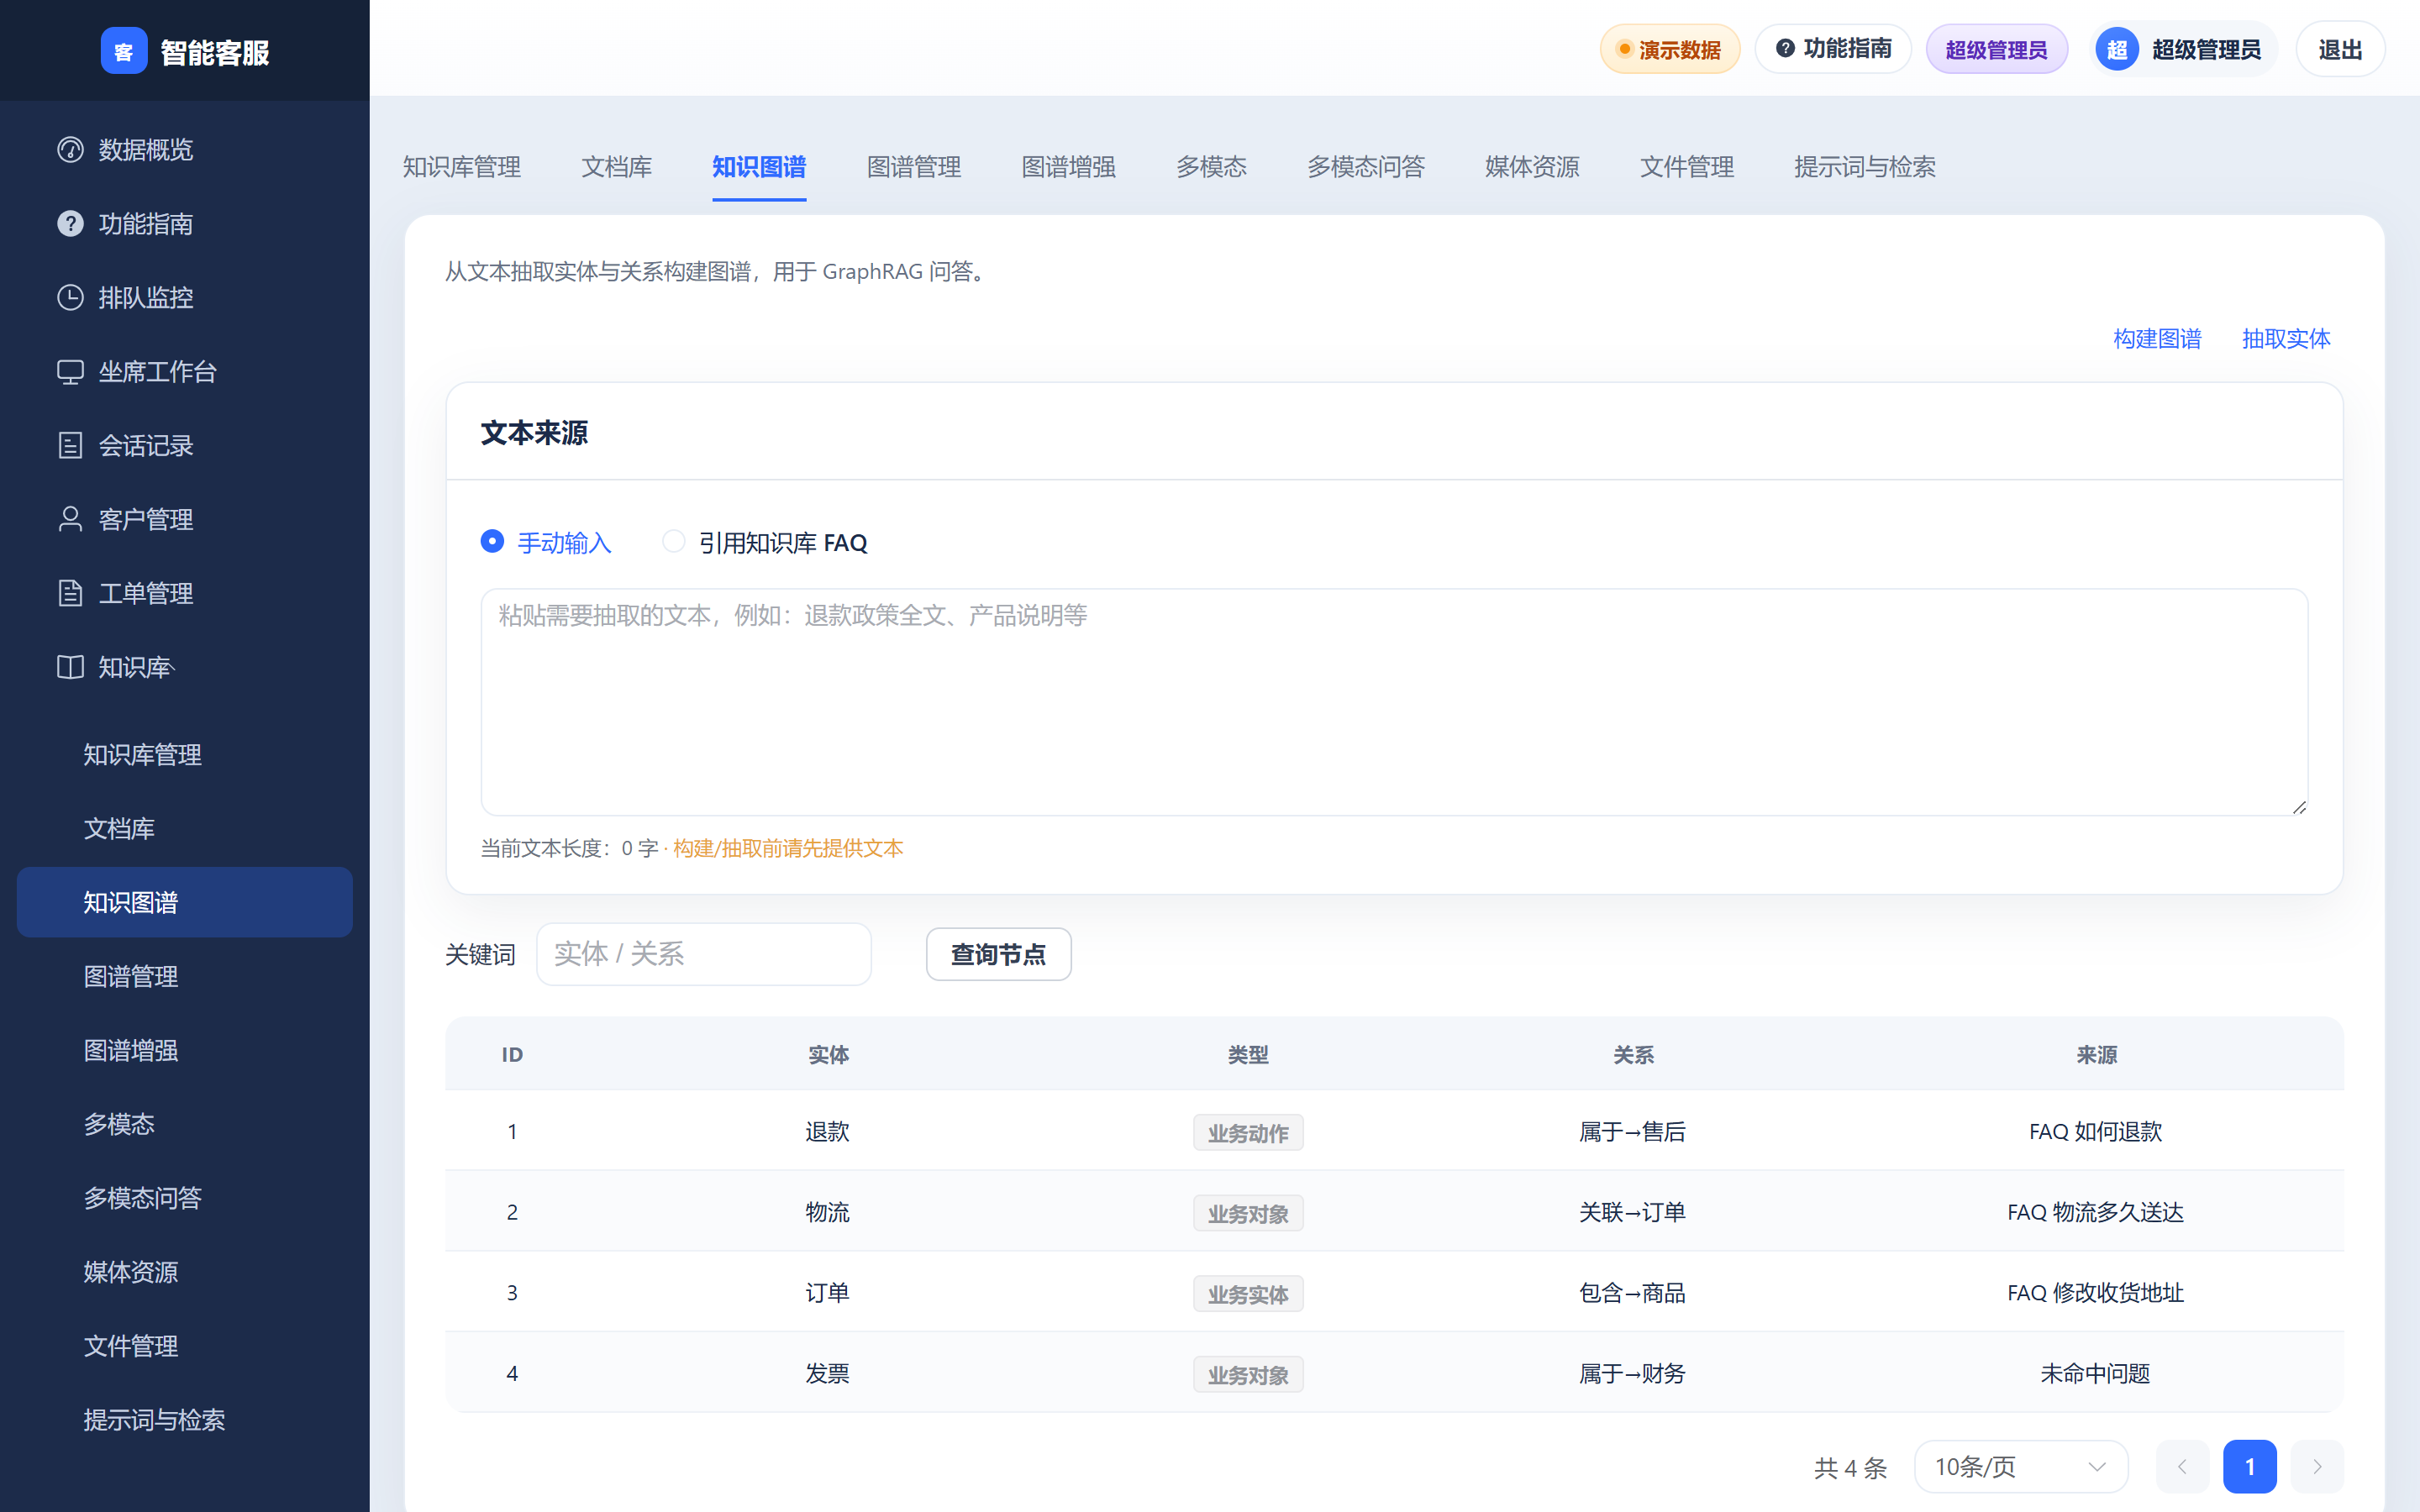 客 智能客服
演示数据 功能指南 超级管理员 超 超级管理员 退出
数据概览
功能指南
排队监控
坐席工作台
会话记录
客户管理
工单管理
知识库
知识库管理
文档库
知识图谱
图谱管理
图谱增强
多模态
多模态问答
媒体资源
文件管理
提示词与检索
知识库管理 文档库 知识图谱 图谱管理 图谱增强 多模态 多模态问答 媒体资源 文件管理 提示词与检索
从文本抽取实体与关系构建图谱，用于 GraphRAG 问答。
构建图谱 抽取实体
文本来源
手动输入 引用知识库 FAQ
粘贴需要抽取的文本，例如：退款政策全文、产品说明等
当前文本长度：0 字 · 构建/抽取前请先提供文本
关键词 实体 / 关系 查询节点
ID 实体 类型 关系 来源
1 退款 业务动作 属于→售后 FAQ 如何退款
2 物流 业务对象 关联→订单 FAQ 物流多久送达
3 订单 业务实体 包含→商品 FAQ 修改收货地址
4 发票 业务对象 属于→财务 未命中问题
共 4 条 10条/页 1